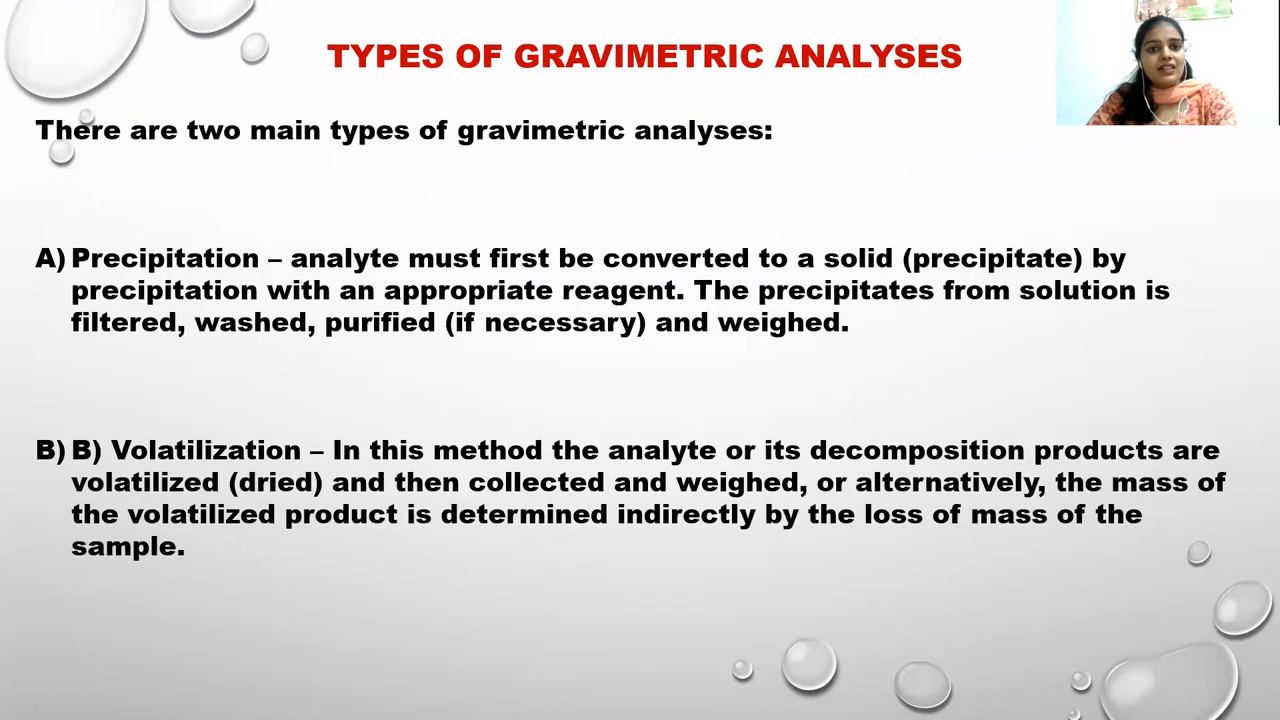 TYPES OF GRAVIMETRIC ANALYSES
There are two main types of gravimetric analyses:
A) Precipitation – analyte must first be converted to a solid (precipitate) by
precipitation with an appropriate reagent. The precipitates from solution is
filtered, washed, purified (if necessary) and weighed.
B) B) Volatilization – In this method the analyte or its decomposition products are
volatilized (dried) and then collected and weighed, or alternatively, the mass of
the volatilized product is determined indirectly by the loss of mass of the
sample.